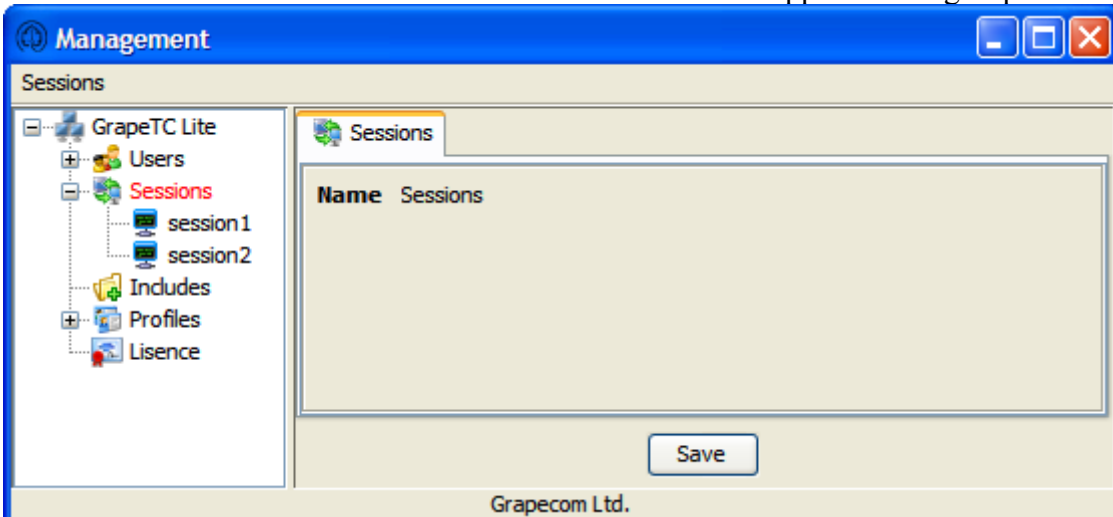 Management
Sessions
GrapeTC Lite
Users
Sessions
session1
session2
Includes
Profiles
Lisence
Sessions
Name Sessions
Save
Grapecom Ltd.